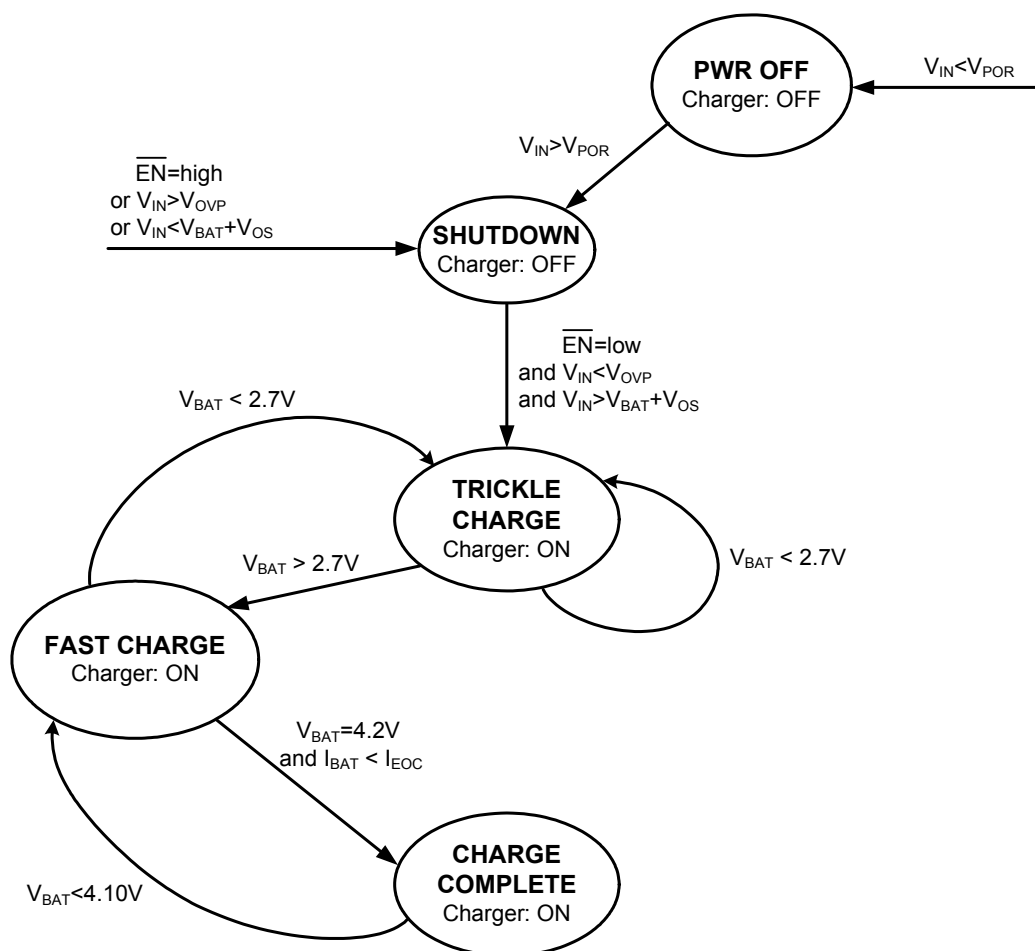 PWR OFF
Charger: OFF
V_IN<V_POR
V_IN>V_POR
E̅N̅=high
or V_IN>V_OVP
or V_IN<V_BAT+V_OS
SHUTDOWN
Charger: OFF
E̅N̅=low
and V_IN<V_OVP
and V_IN>V_BAT+V_OS
V_BAT < 2.7V
TRICKLE
CHARGE
Charger: ON
V_BAT < 2.7V
V_BAT > 2.7V
FAST CHARGE
Charger: ON
V_BAT=4.2V
and I_BAT < I_EOC
CHARGE
COMPLETE
Charger: ON
V_BAT<4.10V